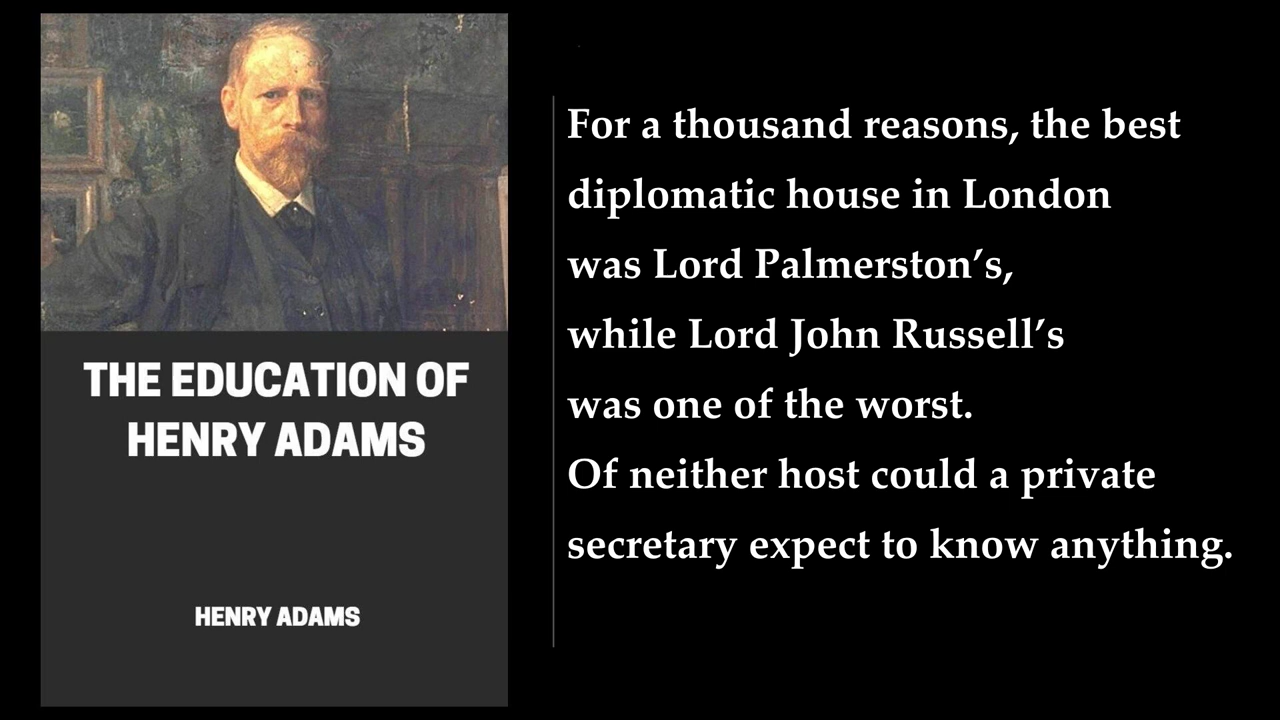 THE EDUCATION OF
HENRY ADAMS
HENRY ADAMS
For a thousand reasons, the best
diplomatic house in London
was Lord Palmerston’s,
while Lord John Russell’s
was one of the worst.
Of neither host could a private
secretary expect to know anything.